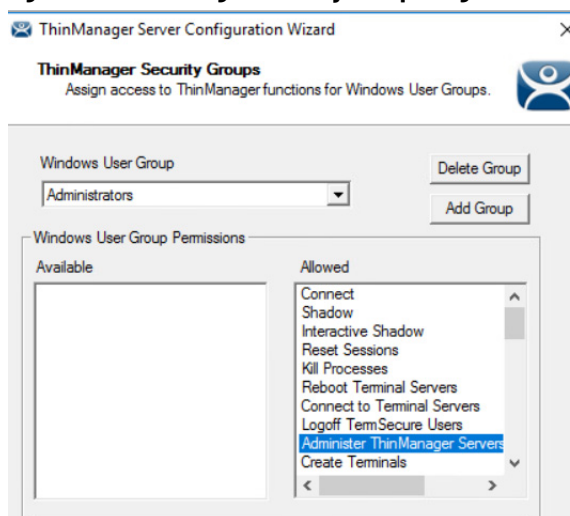 ThinManager Server Configuration Wizard
ThinManager Security Groups
Assign access to ThinManager functions for Windows User Groups.
Windows User Group
Delete Group
Administrators
Add Group
Windows User Group Permissions
Available
Allowed
Connect
Shadow
Interactive Shadow
Reset Sessions
Kill Processes
Reboot Terminal Servers
Connect to Terminal Servers
Logoff TermSecure Users
Administer ThinManager Servers
Create Terminals